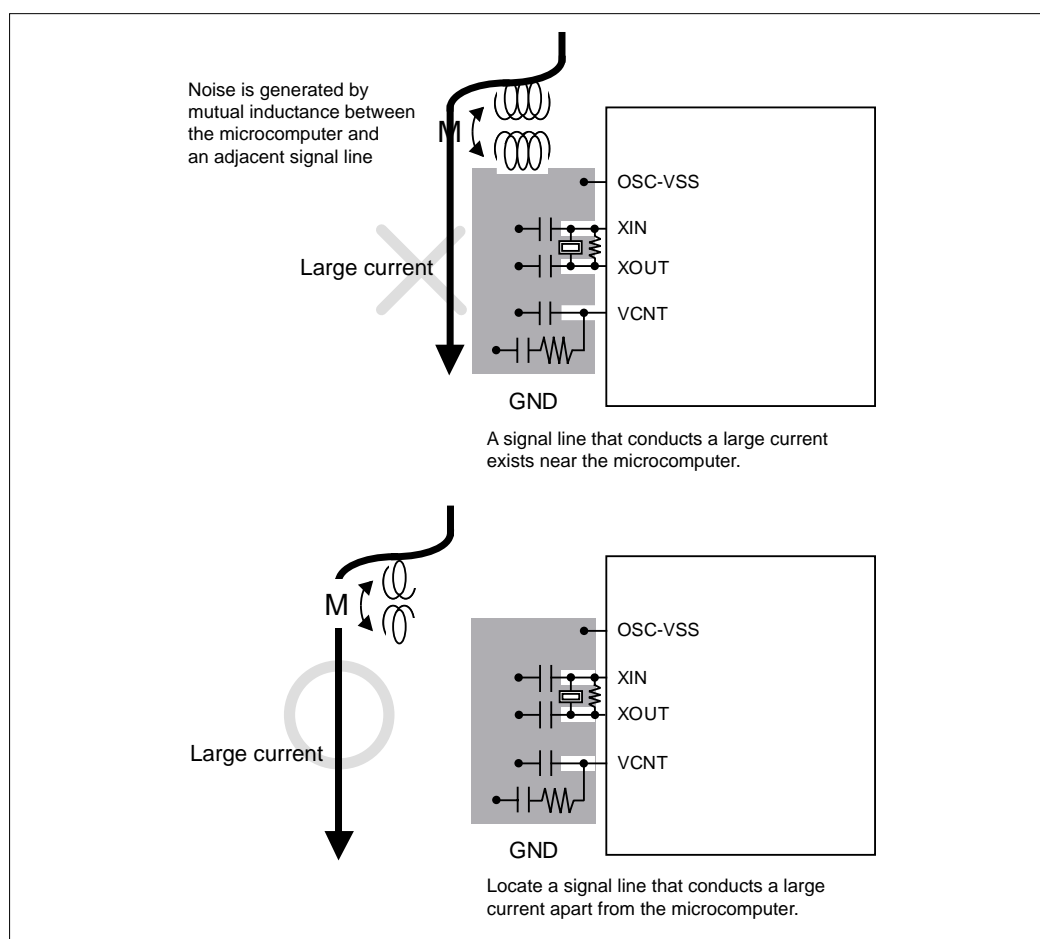 Noise is generated by
mutual inductance between
the microcomputer and
an adjacent signal line
M
OSC-VSS
XIN
XOUT
VCNT
Large current
GND
A signal line that conducts a large current
exists near the microcomputer.
M
OSC-VSS
XIN
XOUT
VCNT
Large current
GND
Locate a signal line that conducts a large
current apart from the microcomputer.